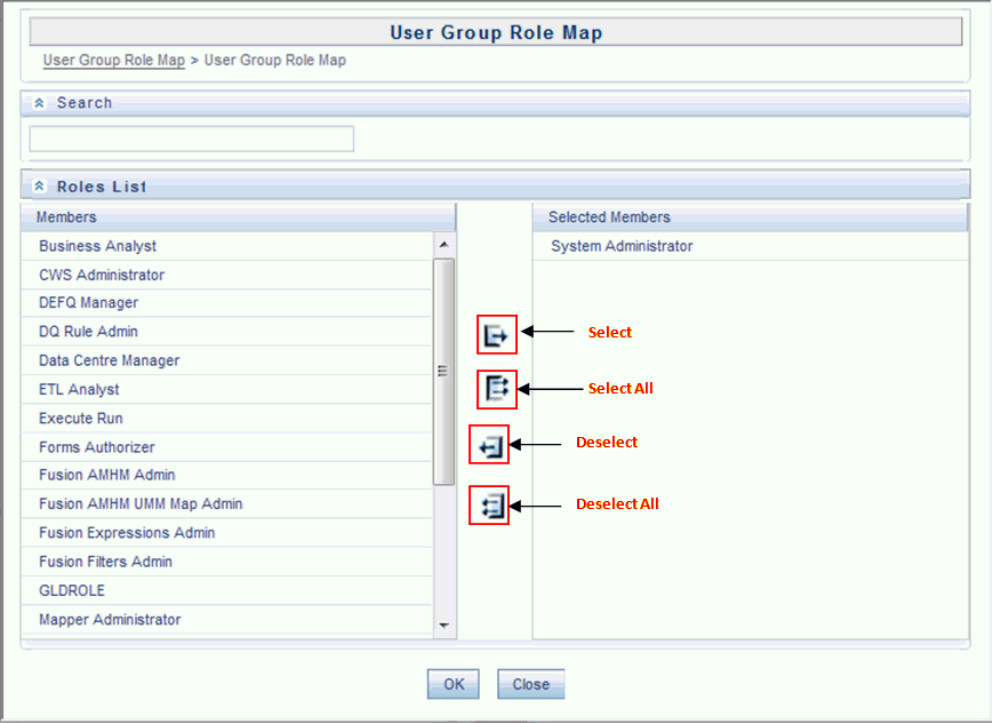 User Group Role Map
User Group Role Map > User Group Role Map
Search
Roles List
Members
Business Analyst
CWS Administrator
DEFQ Manager
DQ Rule Admin
Data Centre Manager
ETL Analyst
Execute Run
Forms Authorizer
Fusion AMHM Admin
Fusion AMHM UMM Map Admin
Fusion Expressions Admin
Fusion Filters Admin
GLDROLE
Mapper Administrator
Select
Select All
Deselect
Deselect All
Selected Members
System Administrator
OK
Close